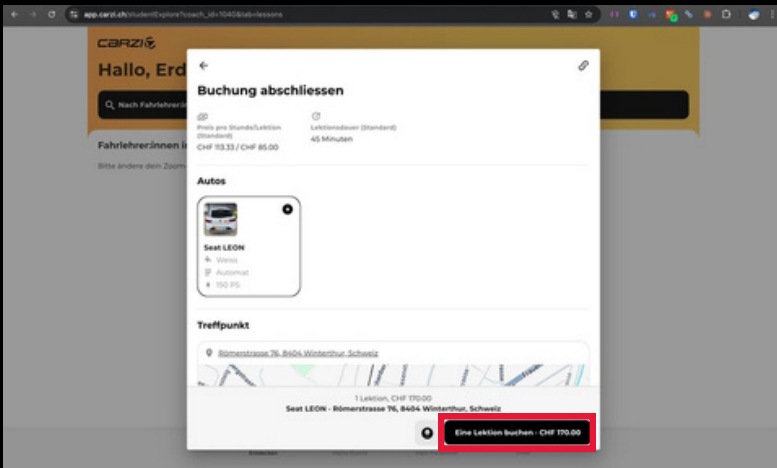 app.carzi.ch/studentExplore?coach_id=1040&tab=lessons
CARZI
Hallo, Erd
Nach Fahrlehrer:in
Fahrlehrer:innen i
Bitte ändere dein Zoom
Buchung abschliessen
Preis pro Stunde/Lektion (Standard)
CHF 113.33 / CHF 85.00
Lektionsdauer (Standard)
45 Minuten
Autos
Seat LEON
Weiss
Automat
150 PS
Treffpunkt
Römerstrasse 76, 8404 Winterthur, Schweiz
1 Lektion, CHF 170.00
Seat LEON - Römerstrasse 76, 8404 Winterthur, Schweiz
Eine Lektion buchen - CHF 170.00
Entdecken